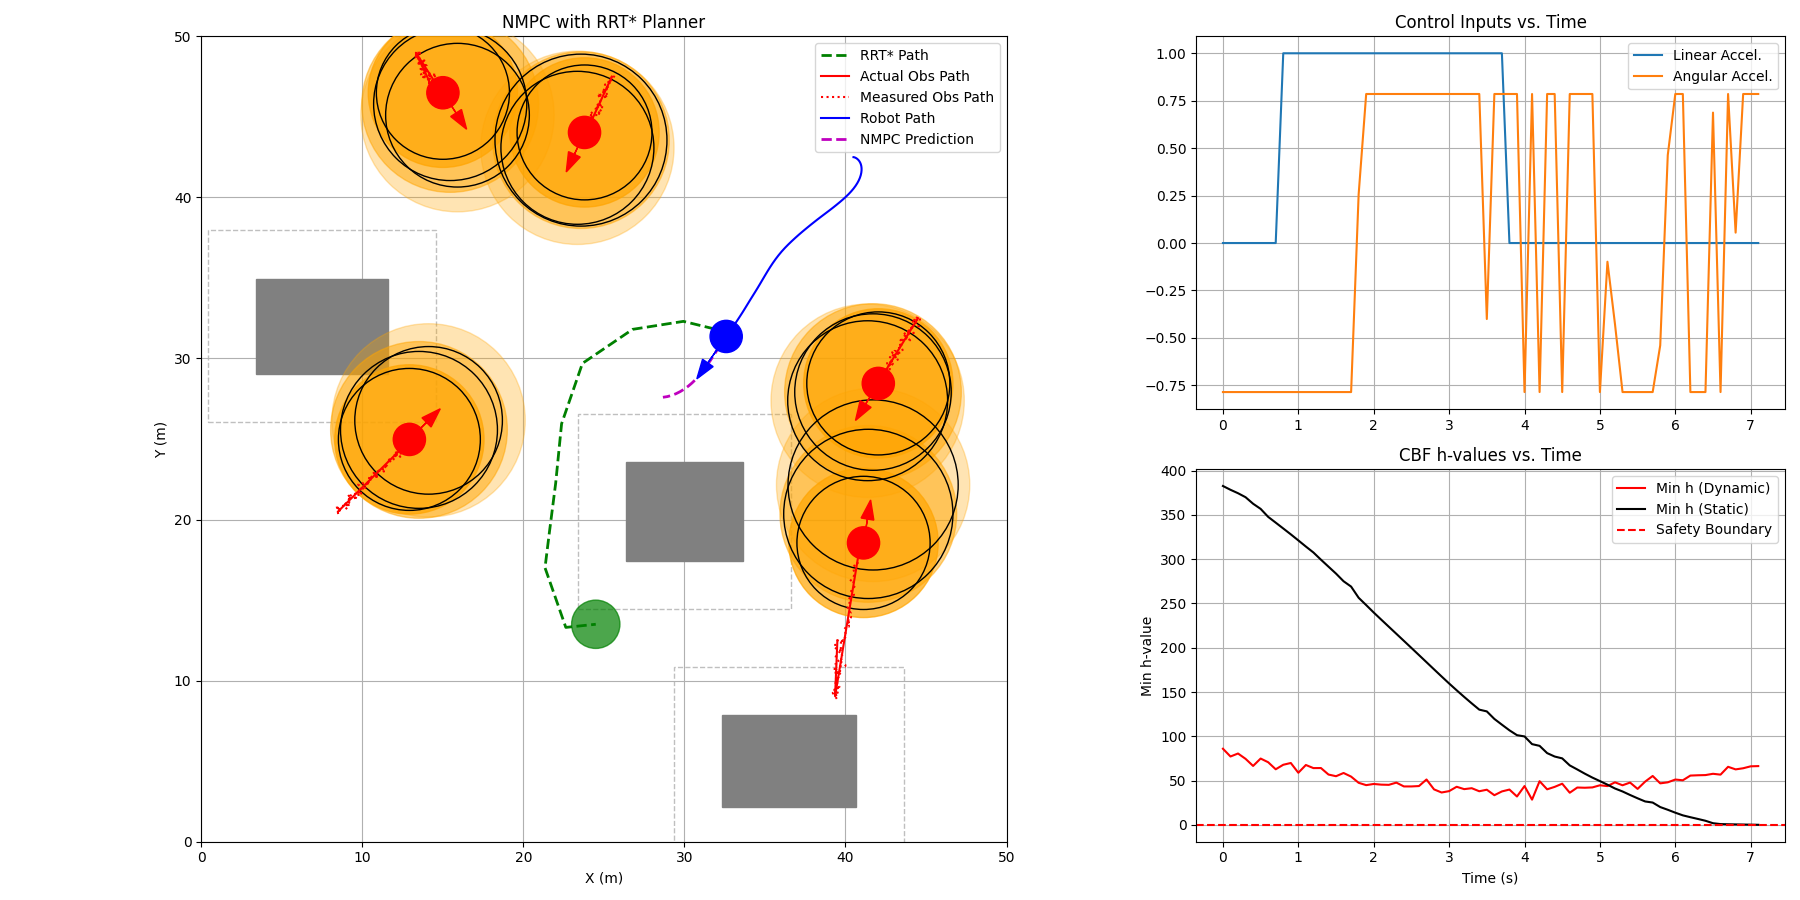 NMPC with RRT* Planner
50
40
30
20
10
0
Y (m)
0 10 20 30 40 50
X (m)
RRT* Path
Actual Obs Path
Measured Obs Path
Robot Path
NMPC Prediction
Control Inputs vs. Time
1.00
0.75
0.50
0.25
0.00
−0.25
−0.50
−0.75
0 1 2 3 4 5 6 7
Linear Accel.
Angular Accel.
CBF h-values vs. Time
400
350
300
250
200
150
100
50
0
Min h-value
0 1 2 3 4 5 6 7
Time (s)
Min h (Dynamic)
Min h (Static)
Safety Boundary